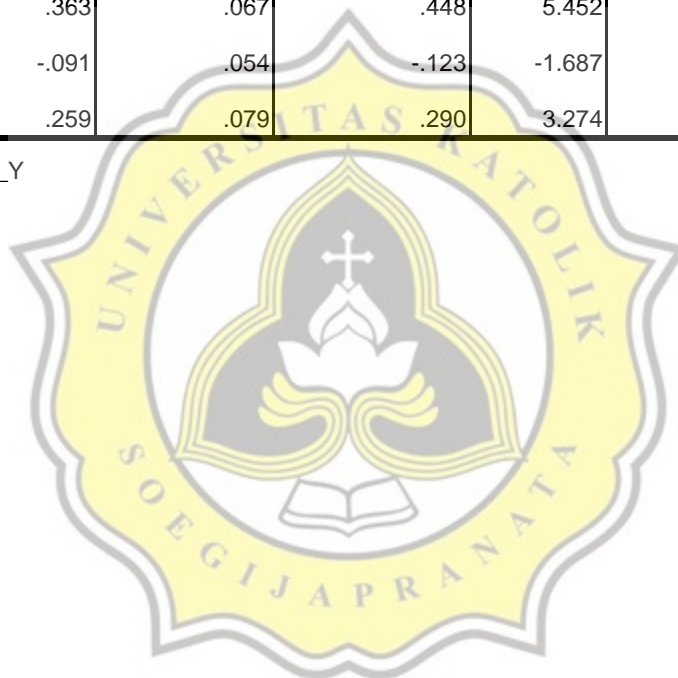 .363 .067 .448 5.452
-.091 .054 -.123 -1.687
.259 .079 .290 3.274
_Y
UNIVERSITAS KATOLIK
SOEGIJAPRANATA